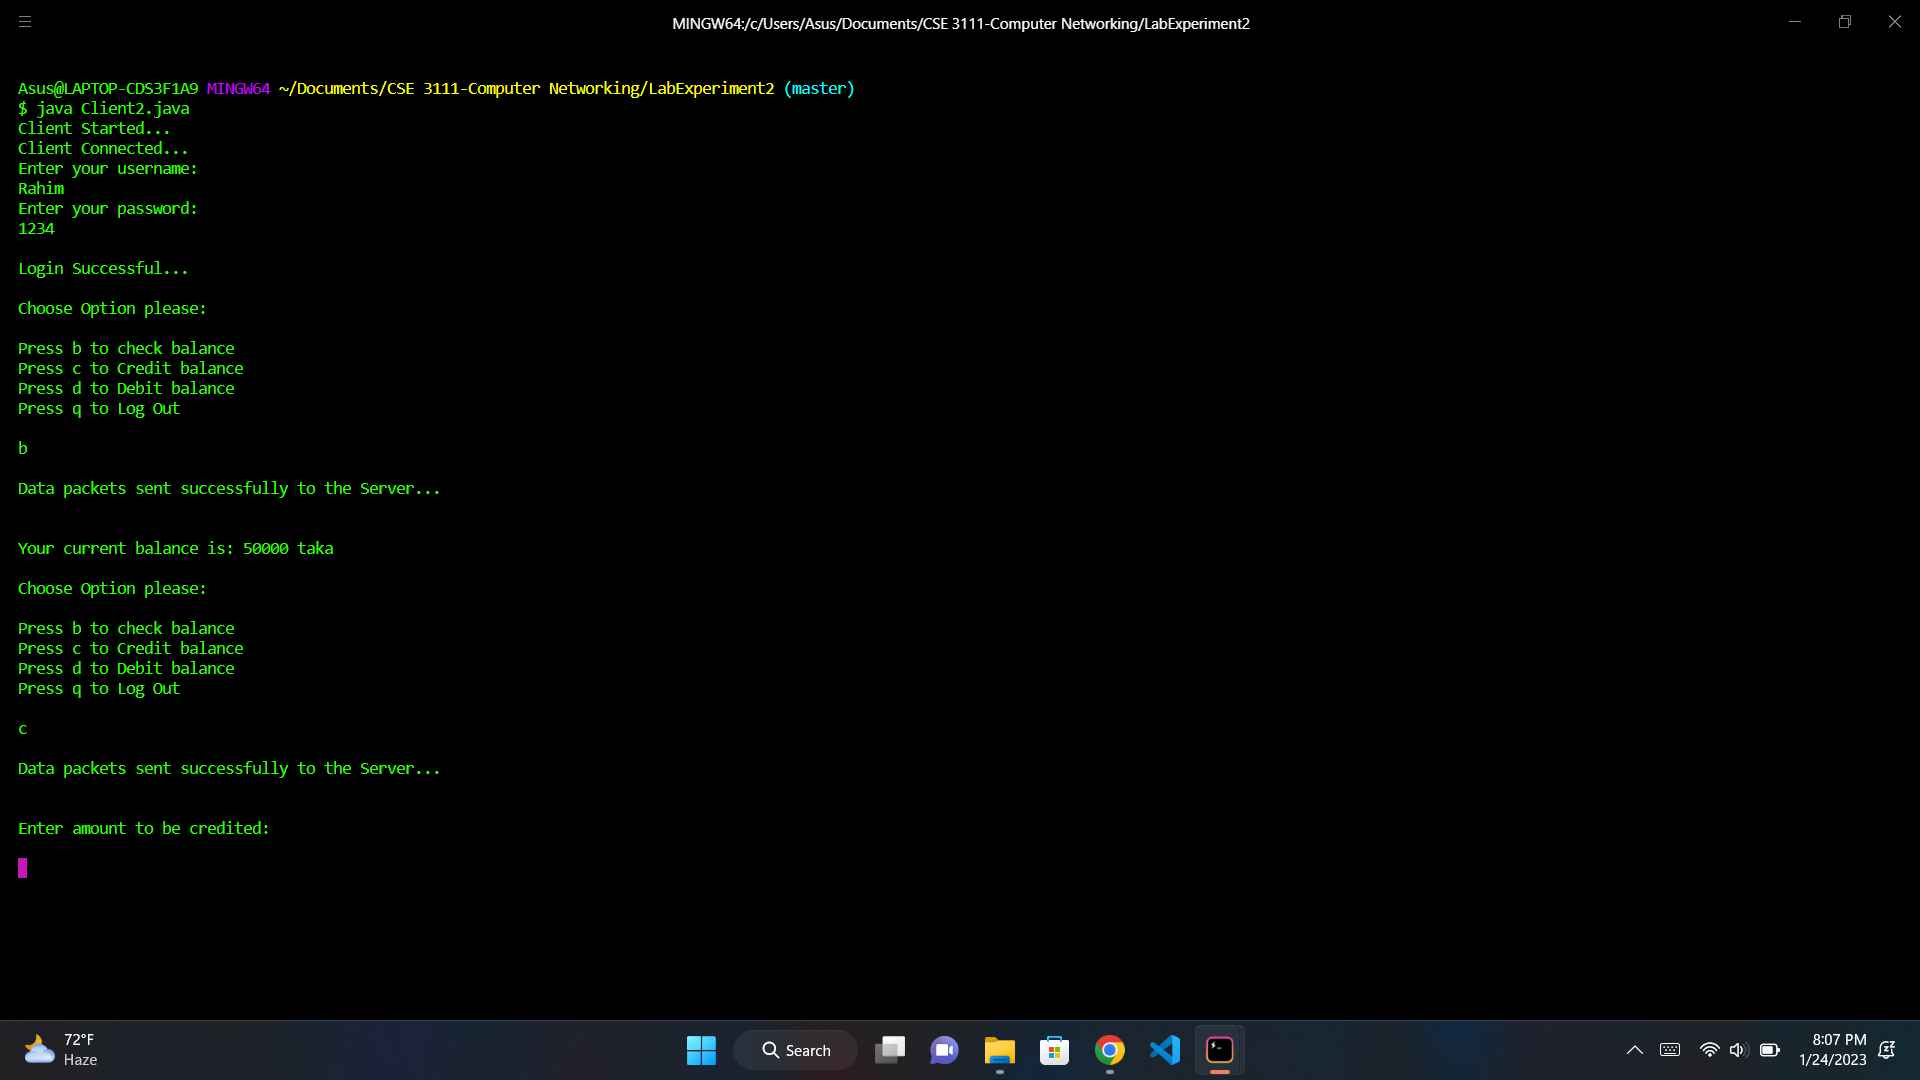 MINGW64:/c/Users/Asus/Documents/CSE 3111-Computer Networking/LabExperiment2
Asus@LAPTOP-CDS3F1A9 MINGW64 ~/Documents/CSE 3111-Computer Networking/LabExperiment2 (master)
$ java Client2.java
Client Started...
Client Connected...
Enter your username:
Rahim
Enter your password:
1234
Login Successful...
Choose Option please:
Press b to check balance
Press c to Credit balance
Press d to Debit balance
Press q to Log Out
b
Data packets sent successfully to the Server...
Your current balance is: 50000 taka
Choose Option please:
Press b to check balance
Press c to Credit balance
Press d to Debit balance
Press q to Log Out
c
Data packets sent successfully to the Server...
Enter amount to be credited:
72°F
Haze
Search
8:07 PM
1/24/2023